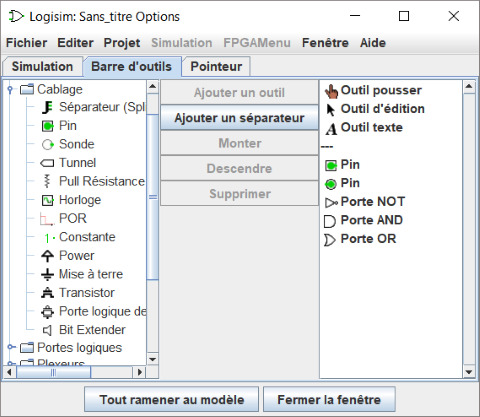 Logisim: Sans_titre Options
Fichier Editer Projet Simulation FPGAMenu Fenêtre Aide
Simulation Barre d'outils Pointeur
Cablage
Séparateur (Spl
Pin
Sonde
Tunnel
Pull Résistance
Horloge
POR
Constante
Power
Mise à terre
Transistor
Porte logique de
Bit Extender
Portes logiques
Plexeurs
Ajouter un outil
Ajouter un séparateur
Monter
Descendre
Supprimer
Outil pousser
Outil d'édition
Outil texte
---
Pin
Pin
Porte NOT
Porte AND
Porte OR
Tout ramener au modèle
Fermer la fenêtre